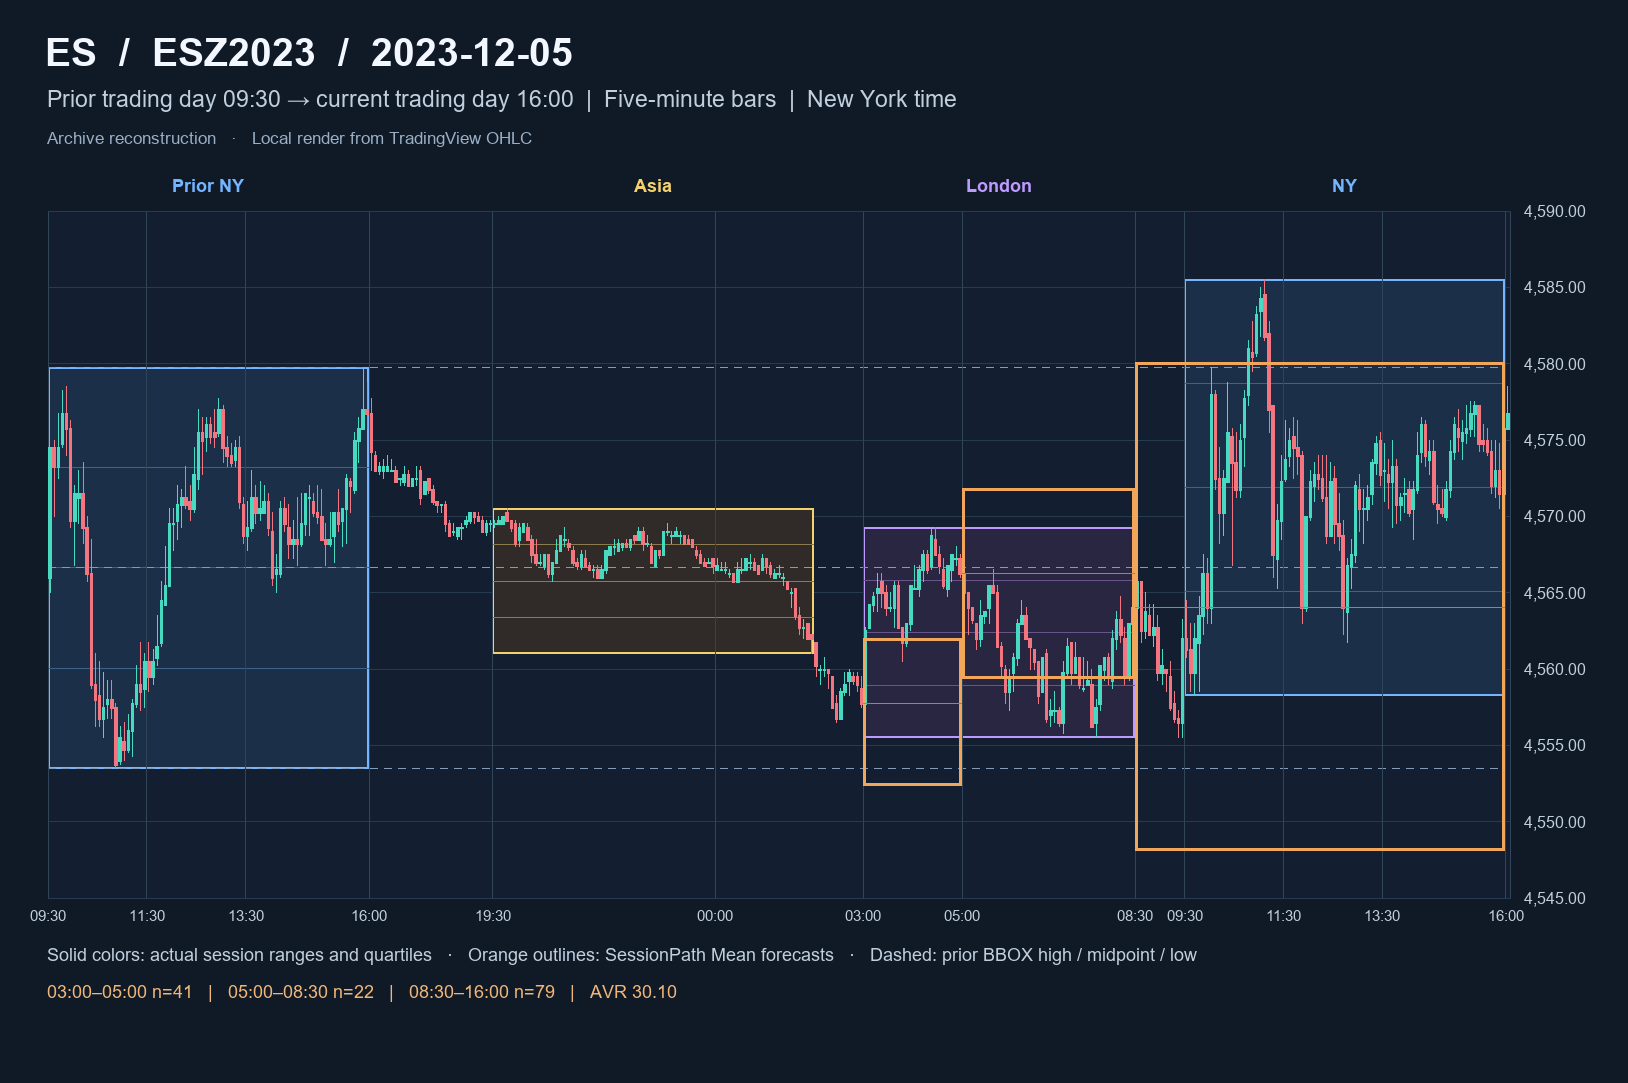 ES / ESZ2023 / 2023-12-05
Prior trading day 09:30 → current trading day 16:00 | Five-minute bars | New York time
Archive reconstruction · Local render from TradingView OHLC
Prior NY Asia London NY
4,590.00
4,585.00
4,580.00
4,575.00
4,570.00
4,565.00
4,560.00
4,555.00
4,550.00
4,545.00
09:30 11:30 13:30 16:00 19:30 00:00 03:00 05:00 08:30 09:30 11:30 13:30 16:00
Solid colors: actual session ranges and quartiles · Orange outlines: SessionPath Mean forecasts · Dashed: prior BBOX high / midpoint / low
03:00–05:00 n=41 | 05:00–08:30 n=22 | 08:30–16:00 n=79 | AVR 30.10